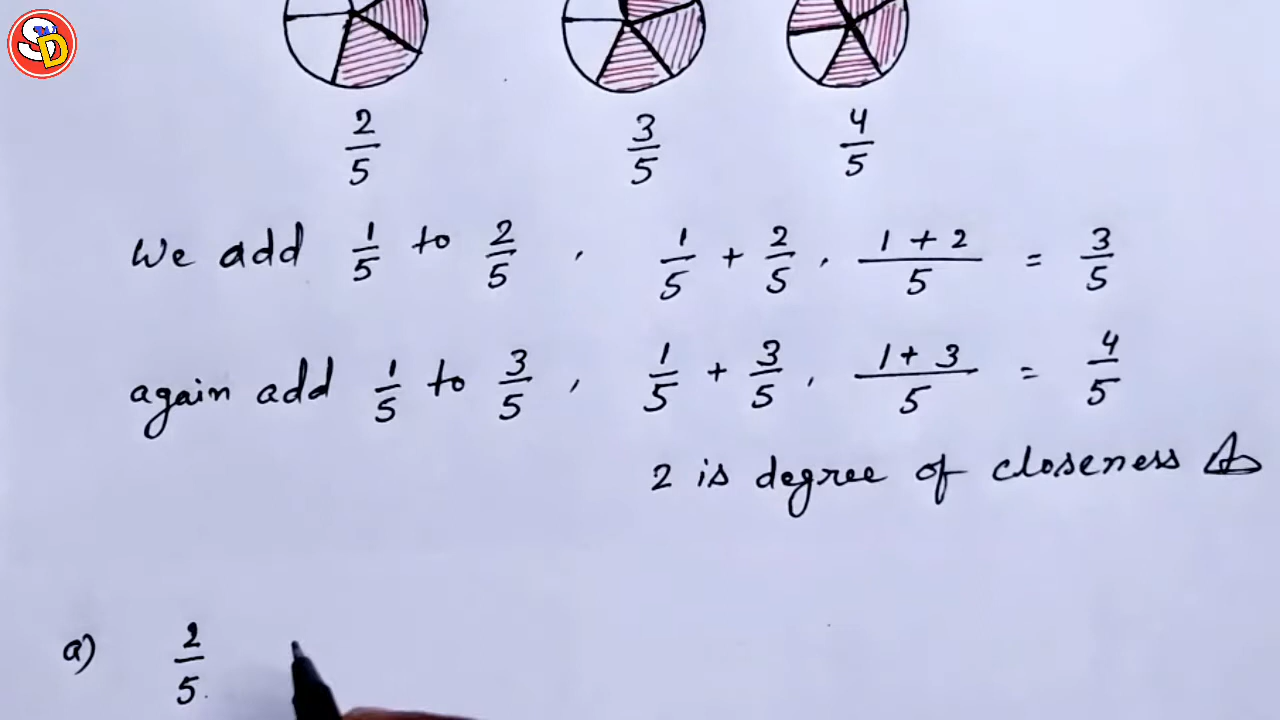 SD
2/5 3/5 4/5
We add 1/5 to 2/5 , 1/5 + 2/5 , 1 + 2/5 = 3/5
again add 1/5 to 3/5 , 1/5 + 3/5 , 1 + 3/5 = 4/5
2 is degree of closeness
a) 2/5